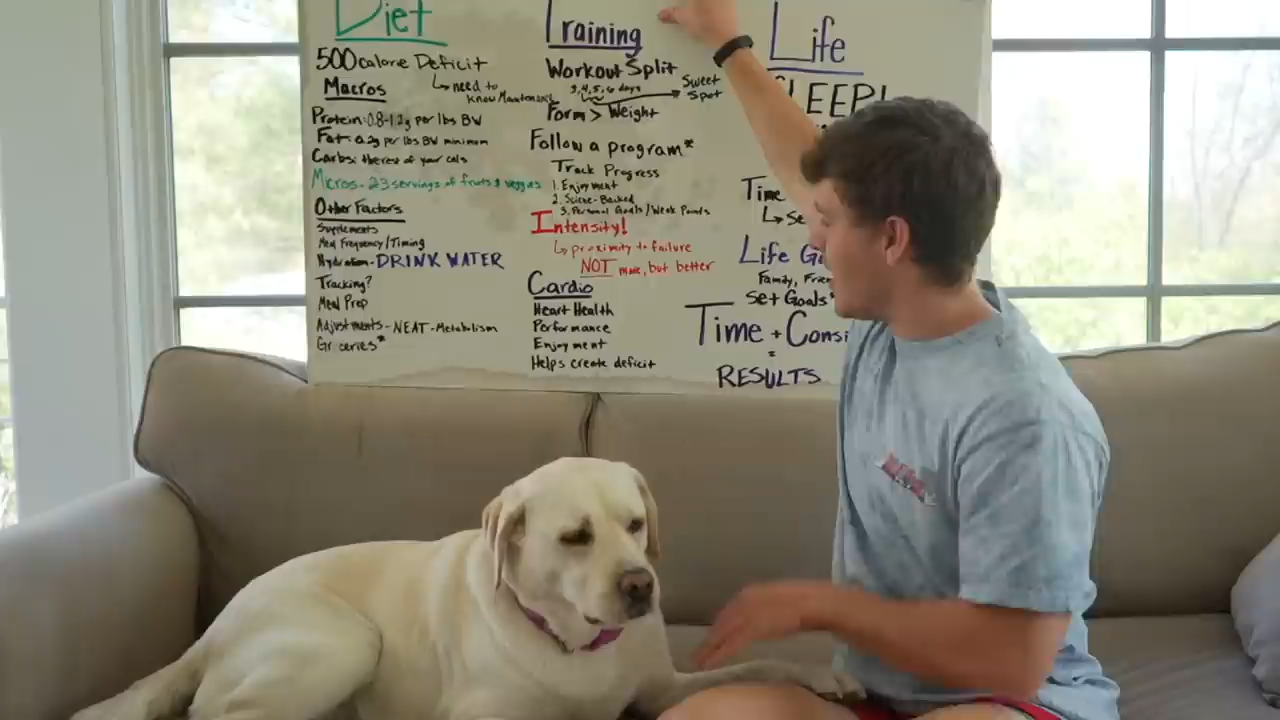 Diet
500 calorie Deficit
↳ need to
know Maintenance
Macros
Protein: 0.8-1.2g per lbs BW
Fat: 0.3g per lbs BW minimum
Carbs: the rest of your cals
Micros - 23 servings of fruits & veggies
Other Factors
Supplements
Meal Frequency/Timing
Hydration - DRINK WATER
Tracking?
Meal Prep
Adjustments - NEAT - Metabolism
Groceries*
Training
Workout Split
3,4,5,6 days
Sweet
Spot
Form > Weight
Follow a program*
Track Progress
1. Enjoyment
2. Sciene-Backed
3. Personal Goals/Weak Points
Intensity!
↳ proximity to failure
NOT more, but better
Cardio
Heart Health
Performance
Enjoyment
Helps create deficit
Life
SLEEP!
Time
↳ Se
Life G
Family, Frien
Set Goals*
Time + Consi
=
RESULTS